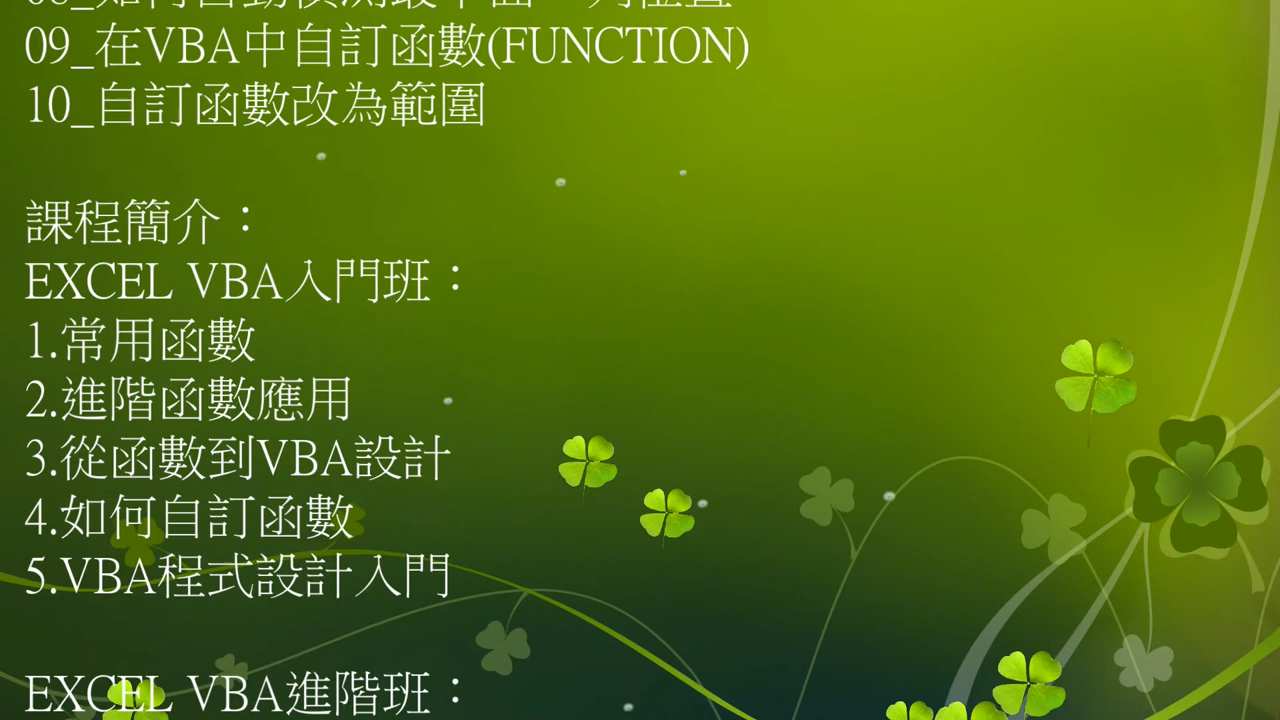 09_在VBA中自訂函數(FUNCTION)
10_自訂函數改為範圍
課程簡介：
EXCEL VBA入門班：
1.常用函數
2.進階函數應用
3.從函數到VBA設計
4.如何自訂函數
5.VBA程式設計入門
EXCEL VBA進階班：